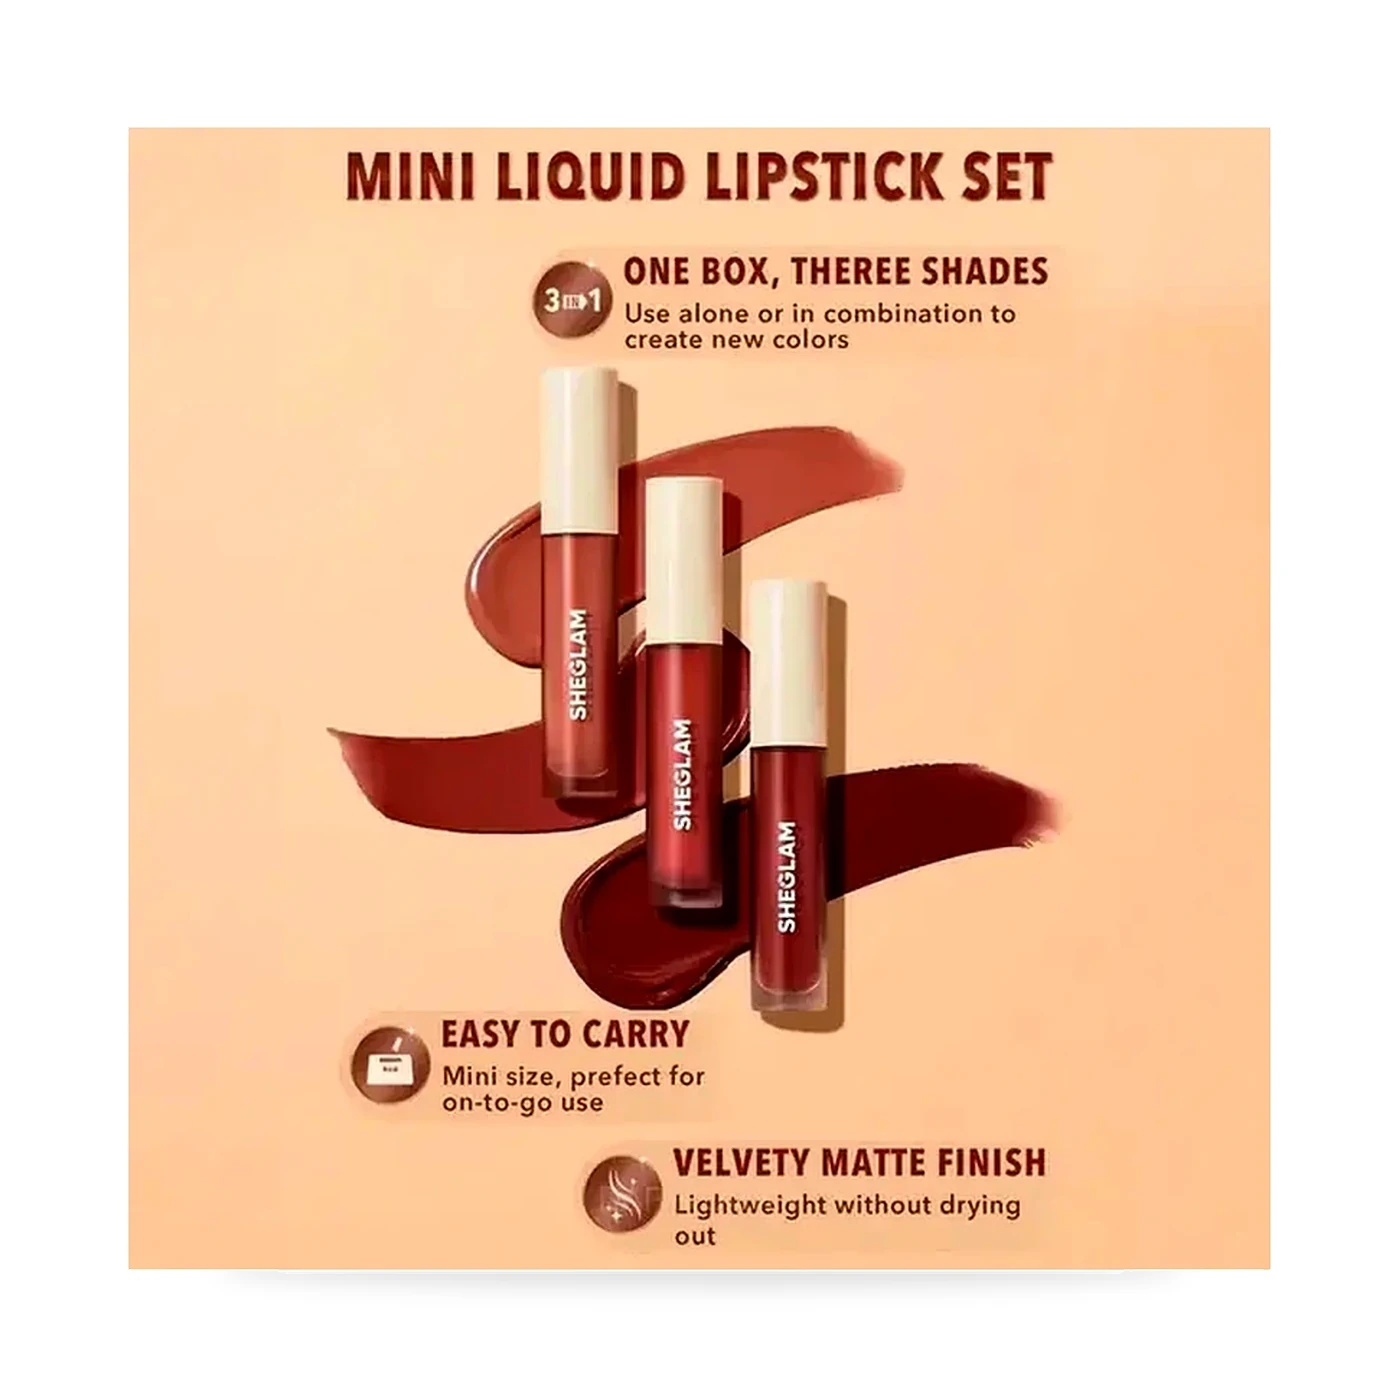 MINI LIQUID LIPSTICK SET
3 IN 1
ONE BOX, THEREE SHADES
Use alone or in combination to
create new colors
SHEGLAM
SHEGLAM
SHEGLAM
EASY TO CARRY
Mini size, prefect for
on-to-go use
VELVETY MATTE FINISH
Lightweight without drying
out